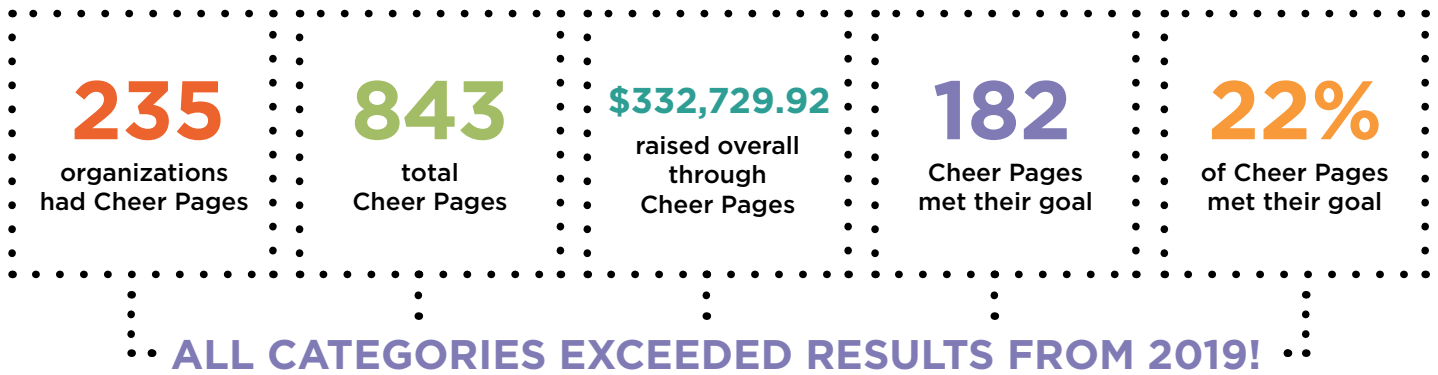 235
organizations
had Cheer Pages
843
total
Cheer Pages
$332,729.92
raised overall
through
Cheer Pages
182
Cheer Pages
met their goal
22%
of Cheer Pages
met their goal
ALL CATEGORIES EXCEEDED RESULTS FROM 2019!